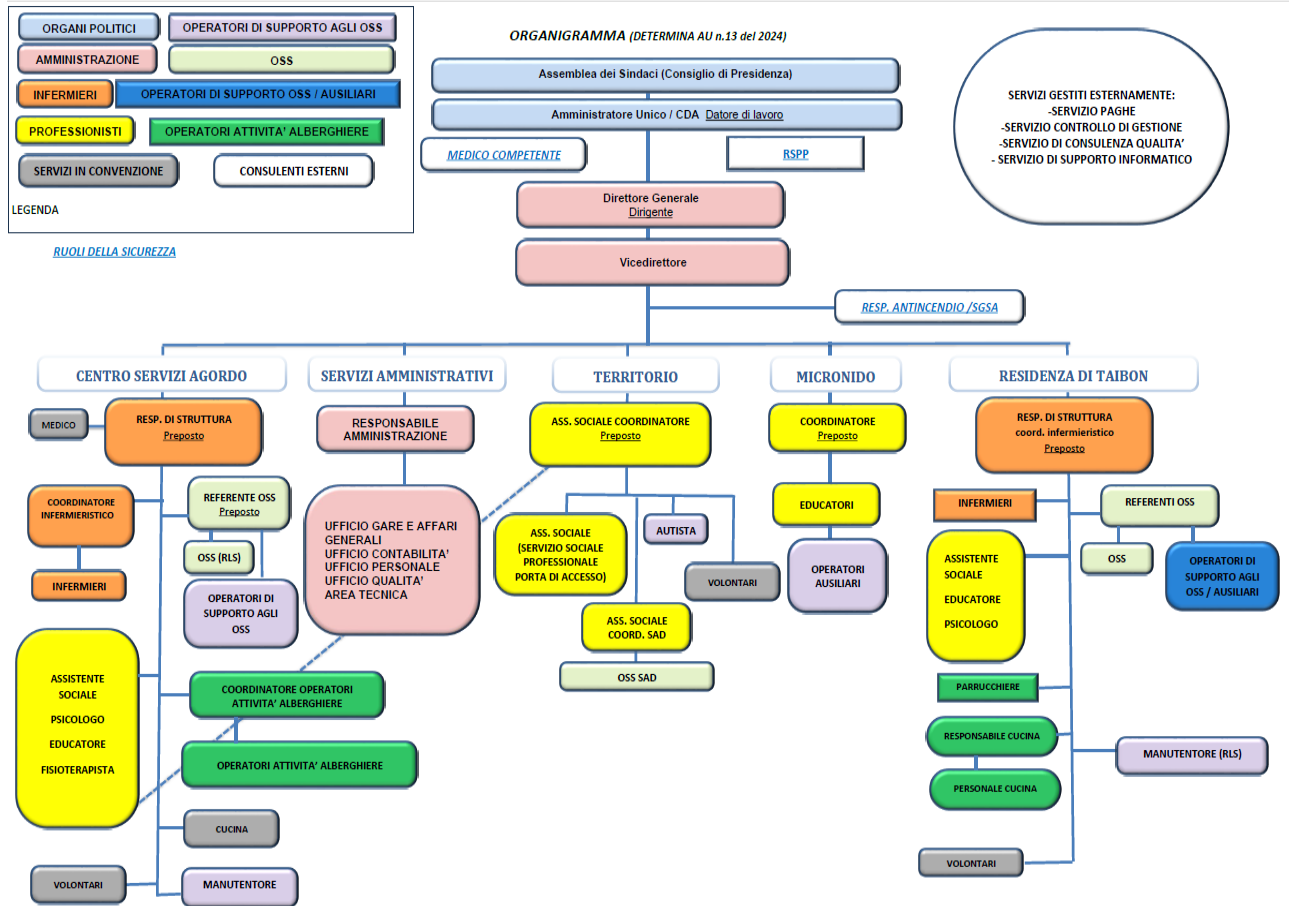 ORGANI POLITICI
OPERATORI DI SUPPORTO AGLI OSS
AMMINISTRAZIONE
OSS
INFERMIERI
OPERATORI DI SUPPORTO OSS / AUSILIARI
PROFESSIONISTI
OPERATORI ATTIVITA' ALBERGHIERE
SERVIZI IN CONVENZIONE
CONSULENTI ESTERNI
LEGENDA
RUOLI DELLA SICUREZZA
ORGANIGRAMMA (DETERMINA AU n.13 del 2024)
Assemblea dei Sindaci (Consiglio di Presidenza)
Amministratore Unico / CDA Datore di lavoro
MEDICO COMPETENTE
RSPP
Direttore Generale
Dirigente
Vicedirettore
RESP. ANTINCENDIO /SGSA
SERVIZI GESTITI ESTERNAMENTE:
-SERVIZIO PAGHE
-SERVIZIO CONTROLLO DI GESTIONE
-SERVIZIO DI CONSULENZA QUALITA'
- SERVIZIO DI SUPPORTO INFORMATICO
CENTRO SERVIZI AGORDO
MEDICO
RESP. DI STRUTTURA
Preposto
COORDINATORE
INFERMIERISTICO
INFERMIERI
REFERENTE OSS
Preposto
OSS (RLS)
OPERATORI DI
SUPPORTO AGLI
OSS
ASSISTENTE
SOCIALE
PSICOLOGO
EDUCATORE
FISIOTERAPISTA
COORDINATORE OPERATORI
ATTIVITA' ALBERGHIERE
OPERATORI ATTIVITA' ALBERGHIERE
CUCINA
VOLONTARI
MANUTENTORE
SERVIZI AMMINISTRATIVI
RESPONSABILE
AMMINISTRAZIONE
UFFICIO GARE E AFFARI
GENERALI
UFFICIO CONTABILITA'
UFFICIO PERSONALE
UFFICIO QUALITA'
AREA TECNICA
TERRITORIO
ASS. SOCIALE COORDINATORE
Preposto
ASS. SOCIALE
(SERVIZIO SOCIALE
PROFESSIONALE
PORTA DI ACCESSO)
AUTISTA
VOLONTARI
ASS. SOCIALE
COORD. SAD
OSS SAD
MICRONIDO
COORDINATORE
Preposto
EDUCATORI
OPERATORI
AUSILIARI
RESIDENZA DI TAIBON
RESP. DI STRUTTURA
coord. infermieristico
Preposto
INFERMIERI
REFERENTI OSS
OSS
OPERATORI DI
SUPPORTO AGLI
OSS / AUSILIARI
ASSISTENTE
SOCIALE
EDUCATORE
PSICOLOGO
PARRUCCHIERE
RESPONSABILE CUCINA
PERSONALE CUCINA
MANUTENTORE (RLS)
VOLONTARI